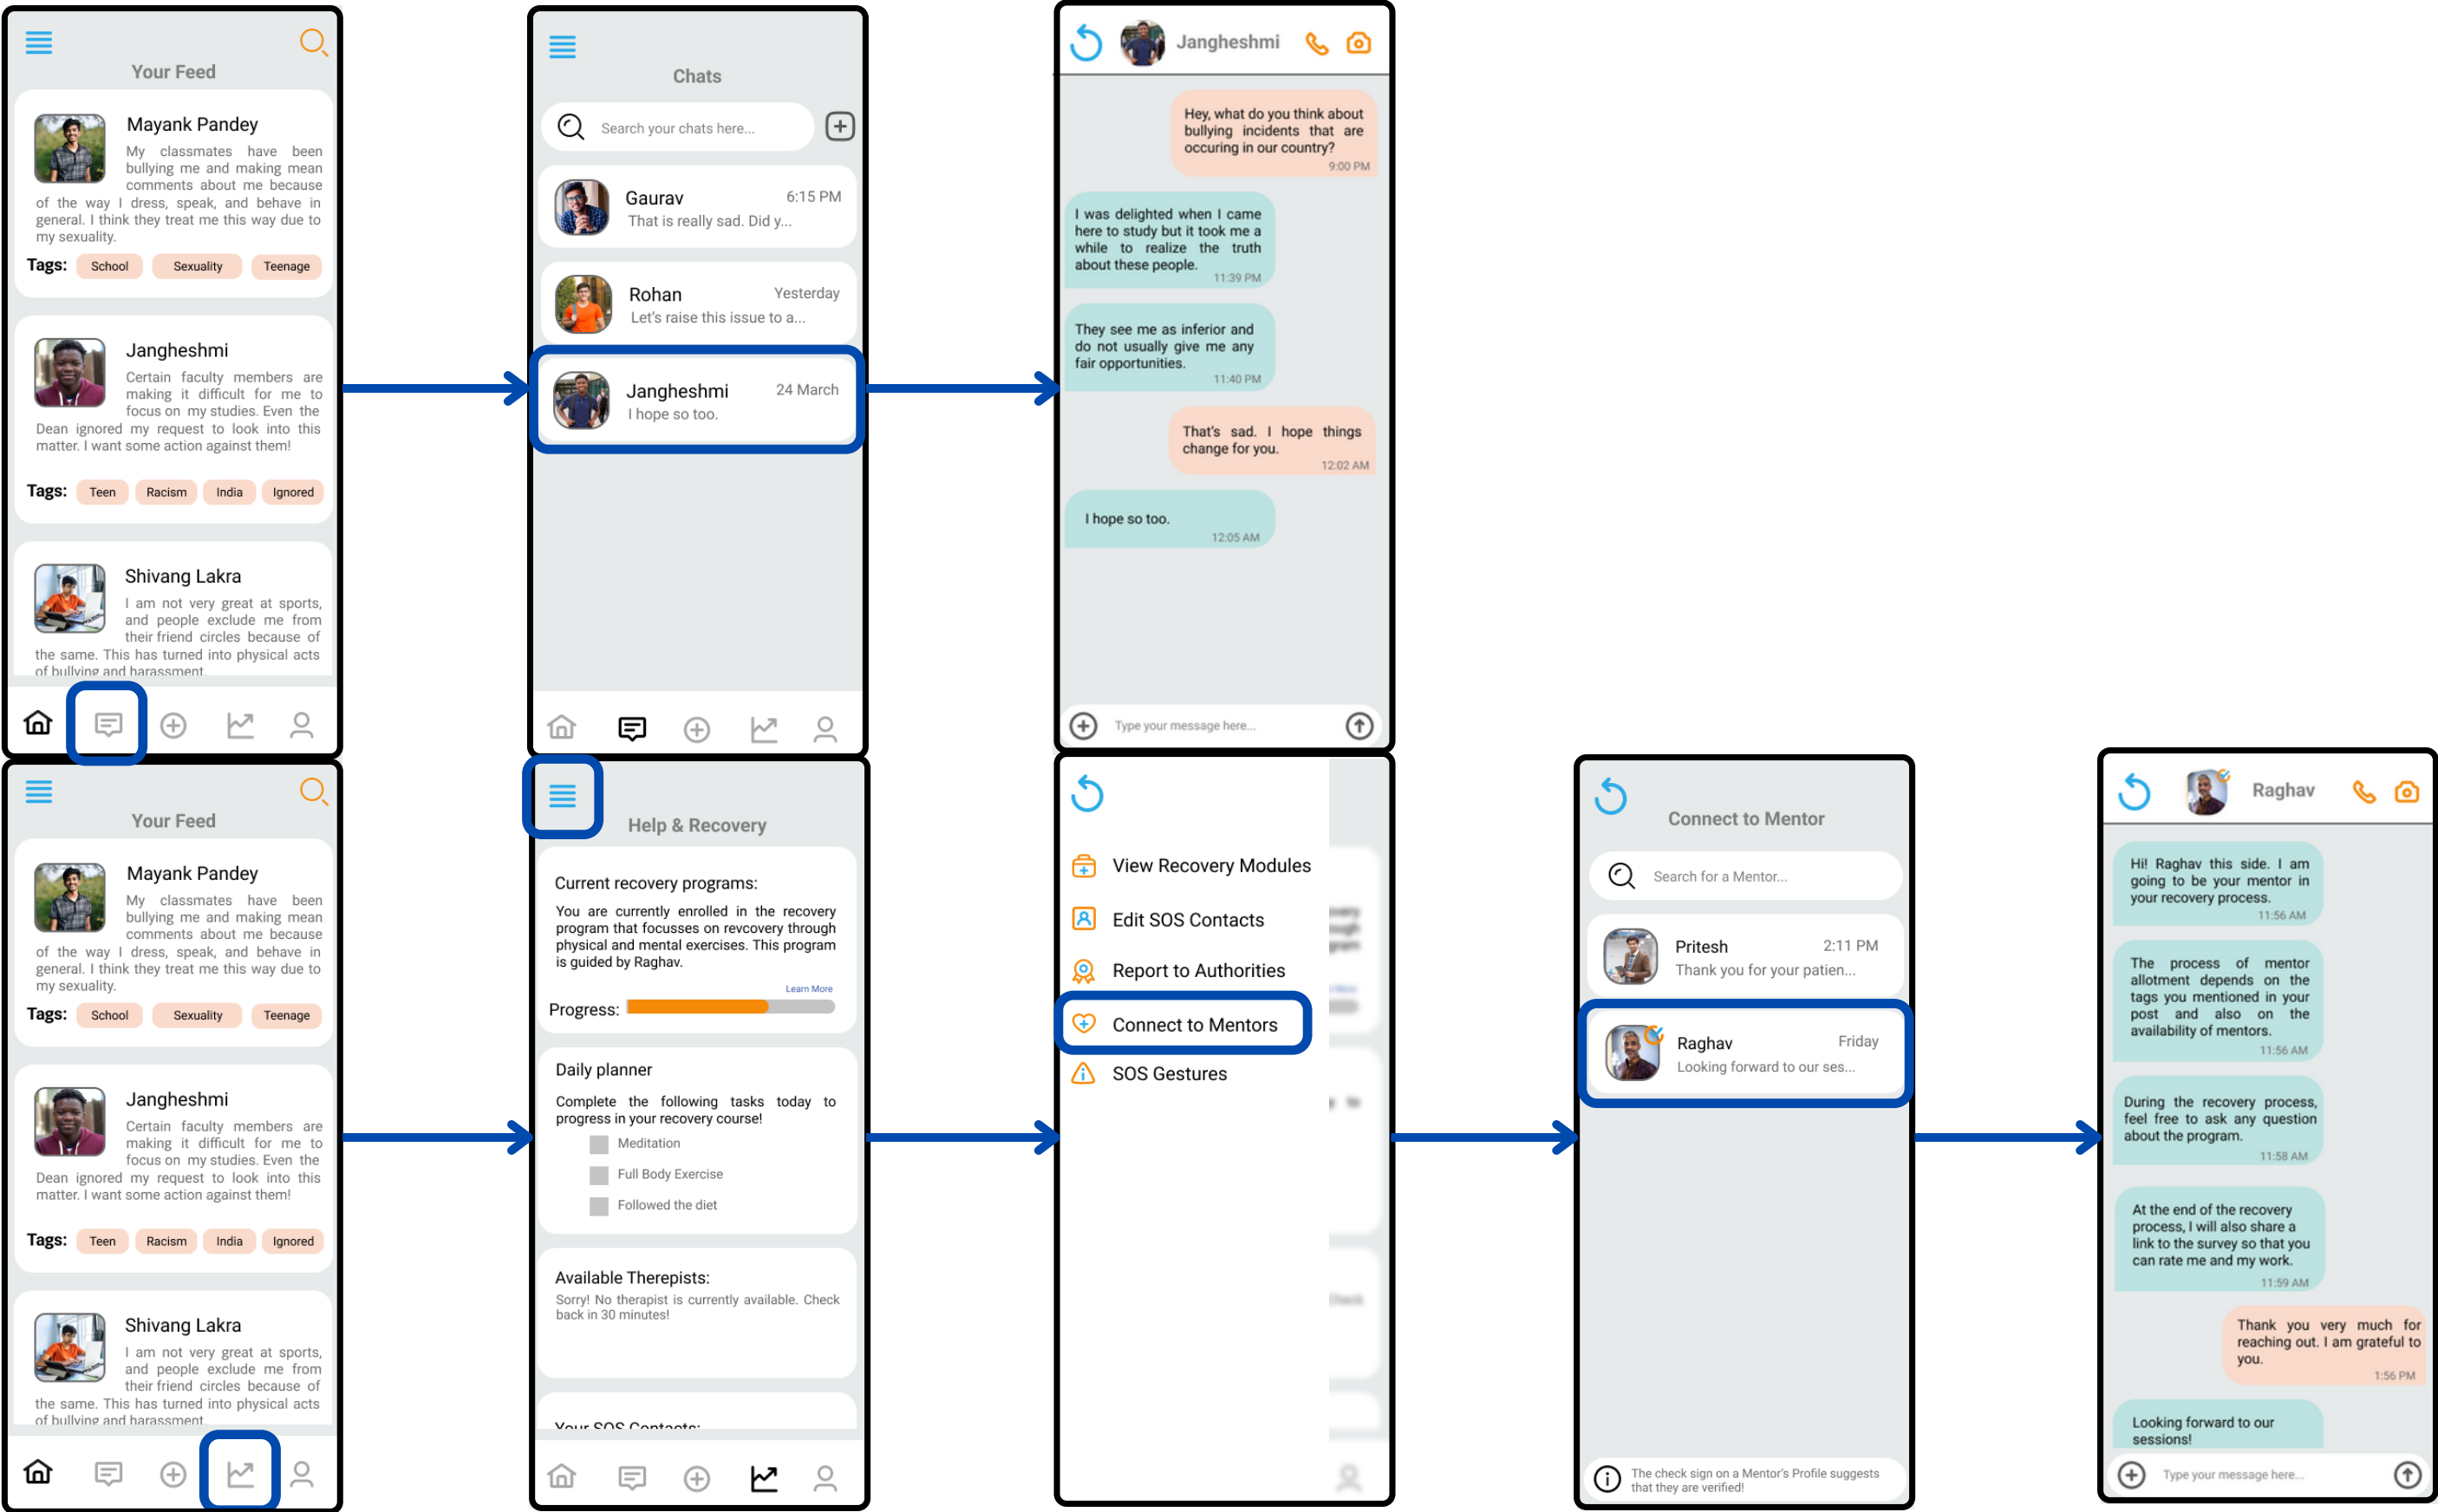 Your Feed
Mayank Pandey
My classmates have been
bullying me and making mean
comments about me because
of the way I dress, speak, and behave in
general. I think they treat me this way due to
my sexuality.
Tags: School Sexuality Teenage
Jangheshmi
Certain faculty members are
making it difficult for me to
focus on my studies. Even the
Dean ignored my request to look into this
matter. I want some action against them!
Tags: Teen Racism India Ignored
Shivang Lakra
I am not very great at sports,
and people exclude me from
their friend circles because of
the same. This has turned into physical acts
of bullying and harassment.
Chats
Search your chats here...
Gaurav 6:15 PM
That is really sad. Did y...
Rohan Yesterday
Let's raise this issue to a...
Jangheshmi 24 March
I hope so too.
Jangheshmi
Hey, what do you think about
bullying incidents that are
occuring in our country?
9:00 PM
I was delighted when I came
here to study but it took me a
while to realize the truth
about these people.
11:39 PM
They see me as inferior and
do not usually give me any
fair opportunities.
11:40 PM
That's sad. I hope things
change for you.
12:02 AM
I hope so too.
12:05 AM
Type your message here...
Your Feed
Mayank Pandey
My classmates have been
bullying me and making mean
comments about me because
of the way I dress, speak, and behave in
general. I think they treat me this way due to
my sexuality.
Tags: School Sexuality Teenage
Jangheshmi
Certain faculty members are
making it difficult for me to
focus on my studies. Even the
Dean ignored my request to look into this
matter. I want some action against them!
Tags: Teen Racism India Ignored
Shivang Lakra
I am not very great at sports,
and people exclude me from
their friend circles because of
the same. This has turned into physical acts
of bullying and harassment.
Help & Recovery
Current recovery programs:
You are currently enrolled in the recovery
program that focusses on revcovery through
physical and mental exercises. This program
is guided by Raghav.
Learn More
Progress:
Daily planner
Complete the following tasks today to
progress in your recovery course!
Meditation
Full Body Exercise
Followed the diet
Available Therepists:
Sorry! No therapist is currently available. Check
back in 30 minutes!
Your SOS Contacts:
View Recovery Modules
Edit SOS Contacts
Report to Authorities
Connect to Mentors
SOS Gestures
Connect to Mentor
Search for a Mentor...
Pritesh 2:11 PM
Thank you for your patien...
Raghav Friday
Looking forward to our ses...
The check sign on a Mentor's Profile suggests
that they are verified!
Raghav
Hi! Raghav this side. I am
going to be your mentor in
your recovery process.
11:56 AM
The process of mentor
allotment depends on the
tags you mentioned in your
post and also on the
availability of mentors.
11:56 AM
During the recovery process,
feel free to ask any question
about the program.
11:58 AM
At the end of the recovery
process, I will also share a
link to the survey so that you
can rate me and my work.
11:59 AM
Thank you very much for
reaching out. I am grateful to
you.
1:56 PM
Looking forward to our
sessions!
Type your message here...